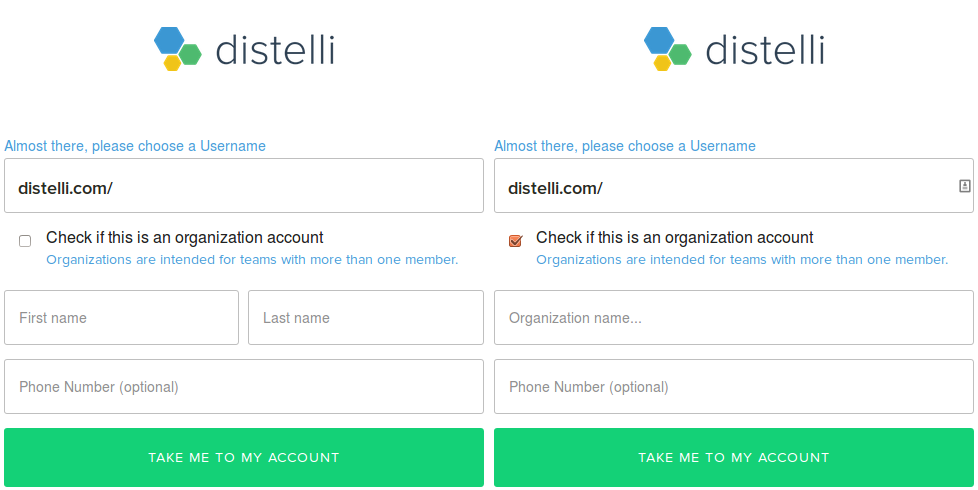 distelli
Almost there, please choose a Username
distelli.com/
Check if this is an organization account
Organizations are intended for teams with more than one member.
First name
Last name
Phone Number (optional)
TAKE ME TO MY ACCOUNT
distelli
Almost there, please choose a Username
distelli.com/
Check if this is an organization account
Organizations are intended for teams with more than one member.
Organization name...
Phone Number (optional)
TAKE ME TO MY ACCOUNT